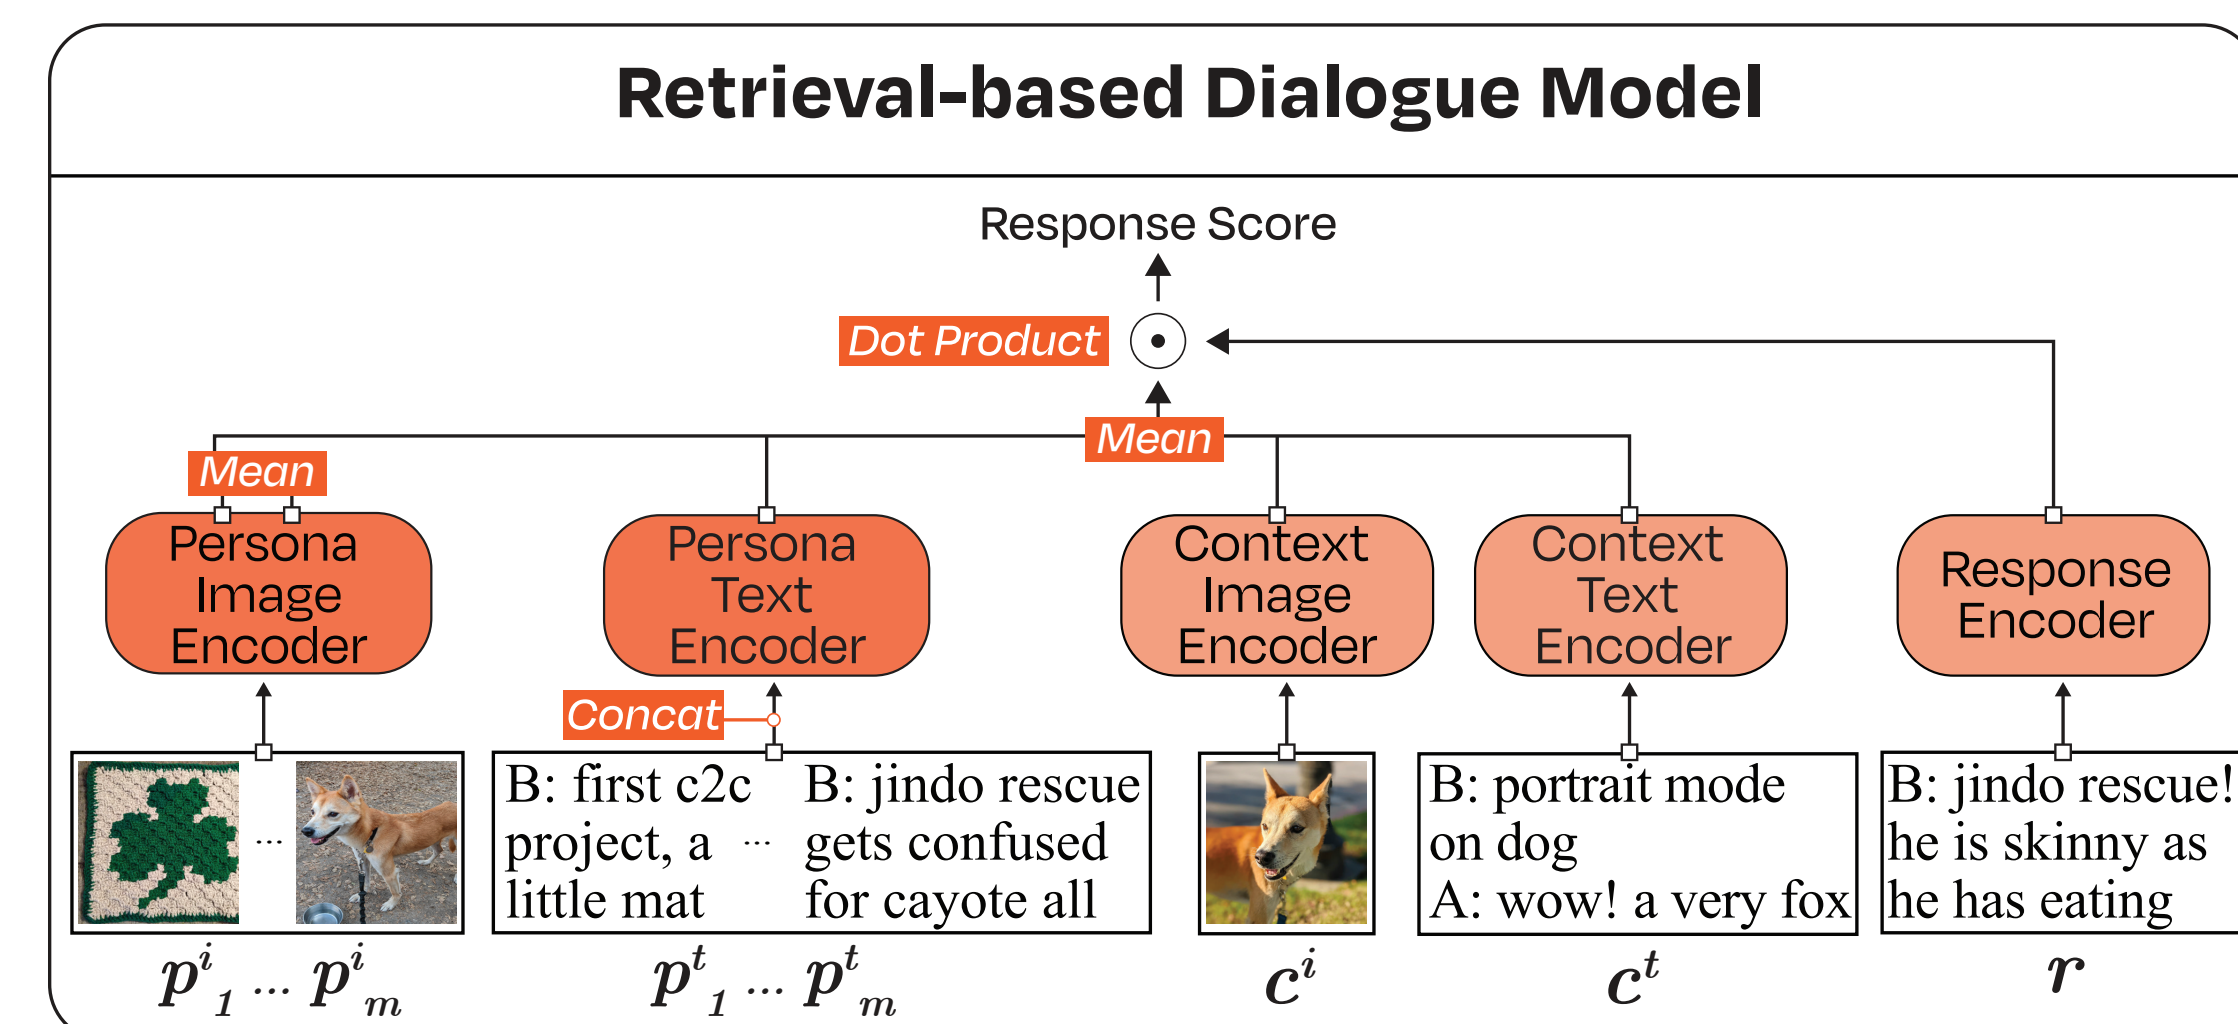 Retrieval-based Dialogue Model
Response Score
Dot Product
Mean
Mean
Persona
Image
Encoder
Persona
Text
Encoder
Context
Image
Encoder
Context
Text
Encoder
Response
Encoder
Concat
B: first c2c
project, a
little mat
...
B: jindo rescue
gets confused
for cayote all
...
B: portrait mode
on dog
A: wow! a very fox
B: jindo rescue!
he is skinny as
he has eating
p^i_1 ... p^i_m
p^t_1 ... p^t_m
c^i
c^t
r